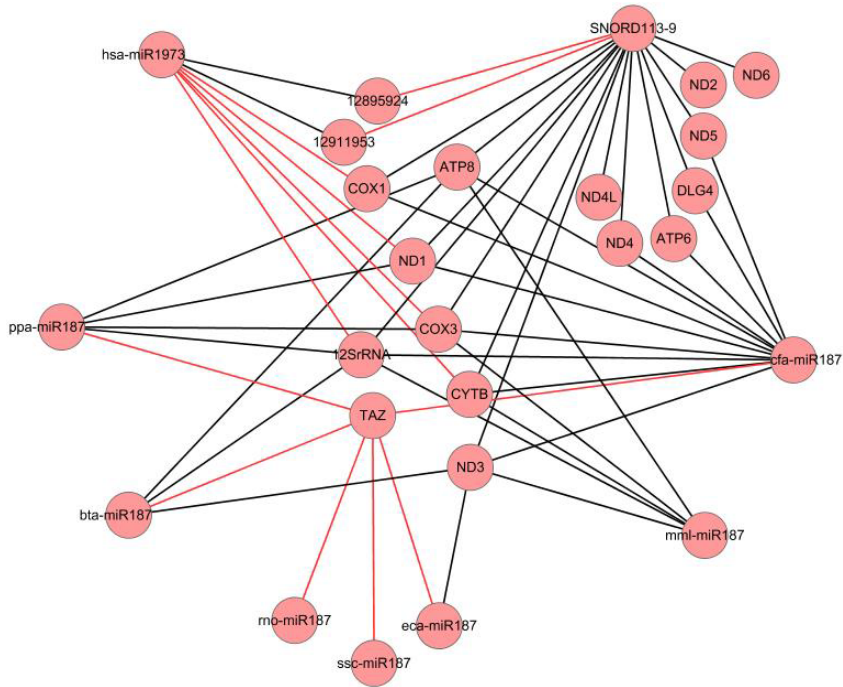 SNORD113-9
hsa-miR1973
ND6
ND2
12895924
ND5
12911953
ATP8
COX1
DLG4
ND4L
ATP6
ND4
ND1
ppa-miR187
COX3
12SrRNA
cfa-miR187
CYTB
TAZ
ND3
bta-miR187
mml-miR187
rno-miR187
eca-miR187
ssc-miR187